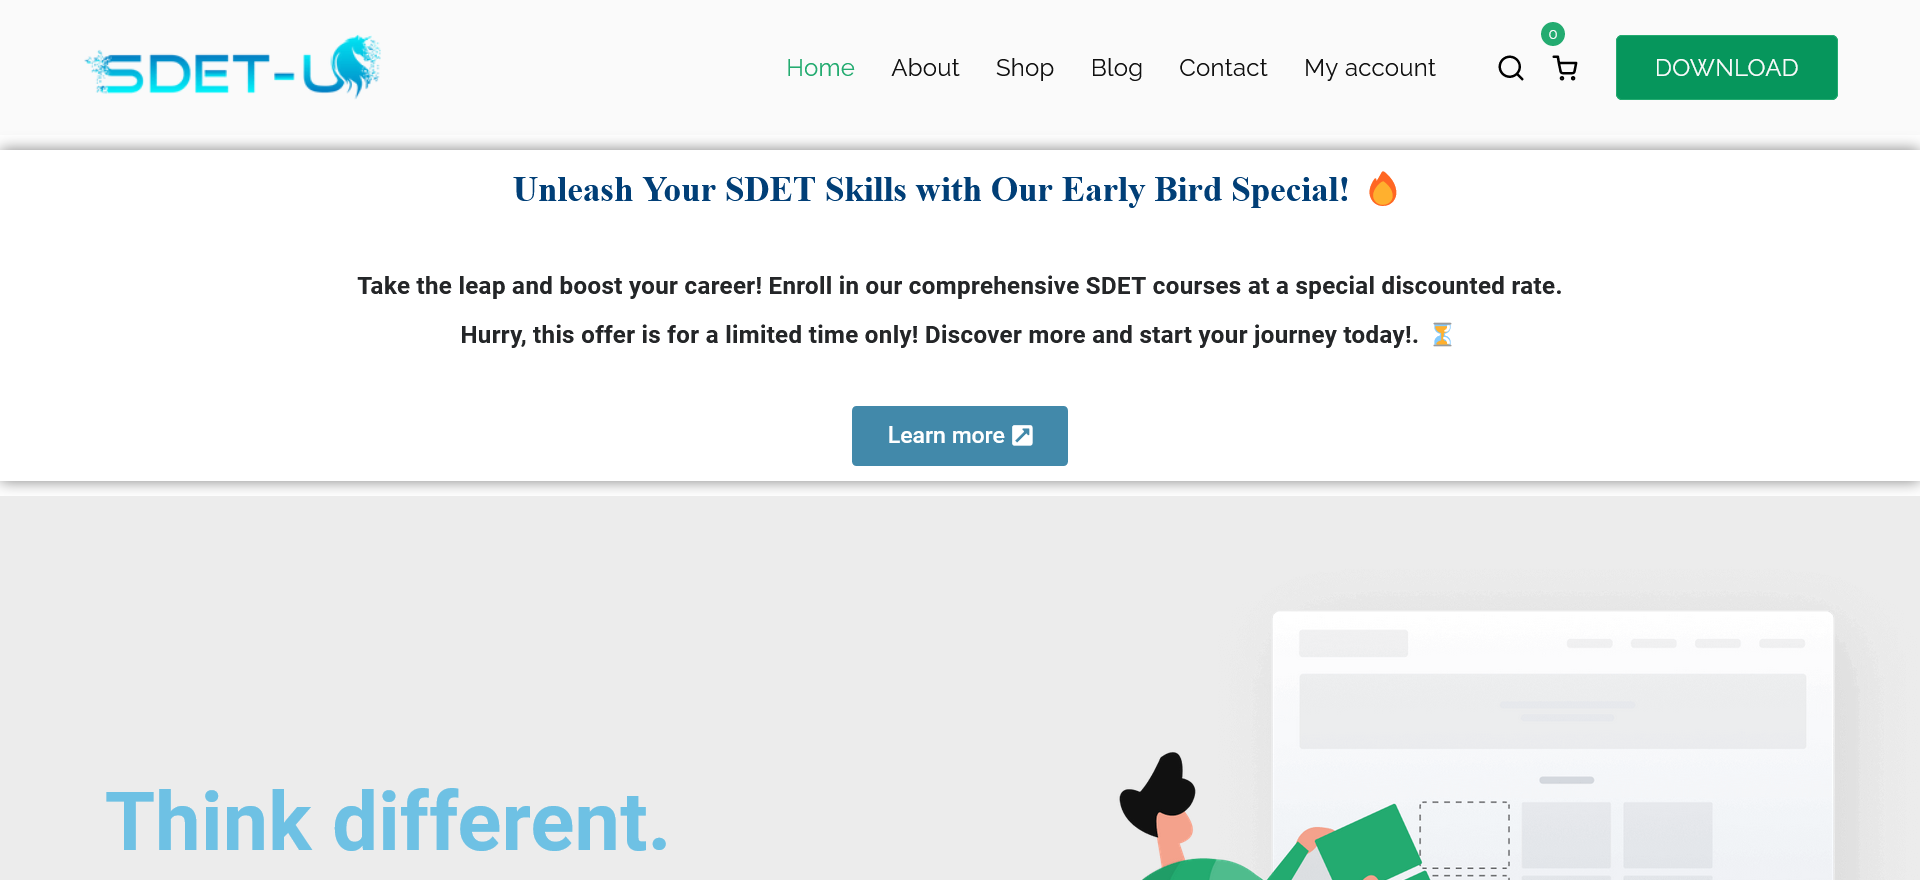 SDET-U
Home About Shop Blog Contact My account 0 DOWNLOAD
Unleash Your SDET Skills with Our Early Bird Special! 🔥
Take the leap and boost your career! Enroll in our comprehensive SDET courses at a special discounted rate.
Hurry, this offer is for a limited time only! Discover more and start your journey today!. ⏳
Learn more
Think different.